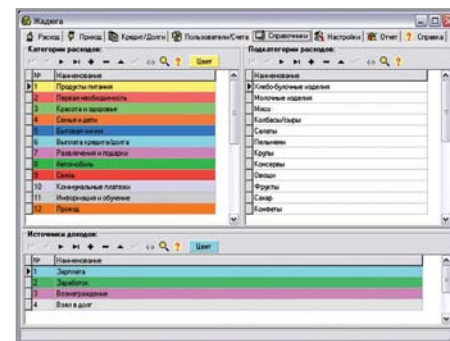 Жадюга
Расход Приход Кредит/Долги Пользователи/Счета Справочники Настройки Отчет Справка
Категории расходов:
Цвет
№ Наименование
1 Продукты питания
2 Первая необходимость
3 Красота и здоровье
4 Семья и дети
5 Бытовая химия
6 Выплата кредита/долга
7 Развлечения и подарки
8 Автомобиль
9 Связь
10 Коммунальные платежи
11 Информация и обучение
12 Проезд
Подкатегории расходов:
Наименование
Хлебо-булочные изделия
Молочные изделия
Мясо
Колбасы/сыры
Салаты
Пельмени
Крупы
Консервы
Овощи
Фрукты
Сахар
Конфеты
Источники доходов:
Цвет
№ Наименование
1 Зарплата
2 Заработок
3 Вознаграждение
4 Взял в долг